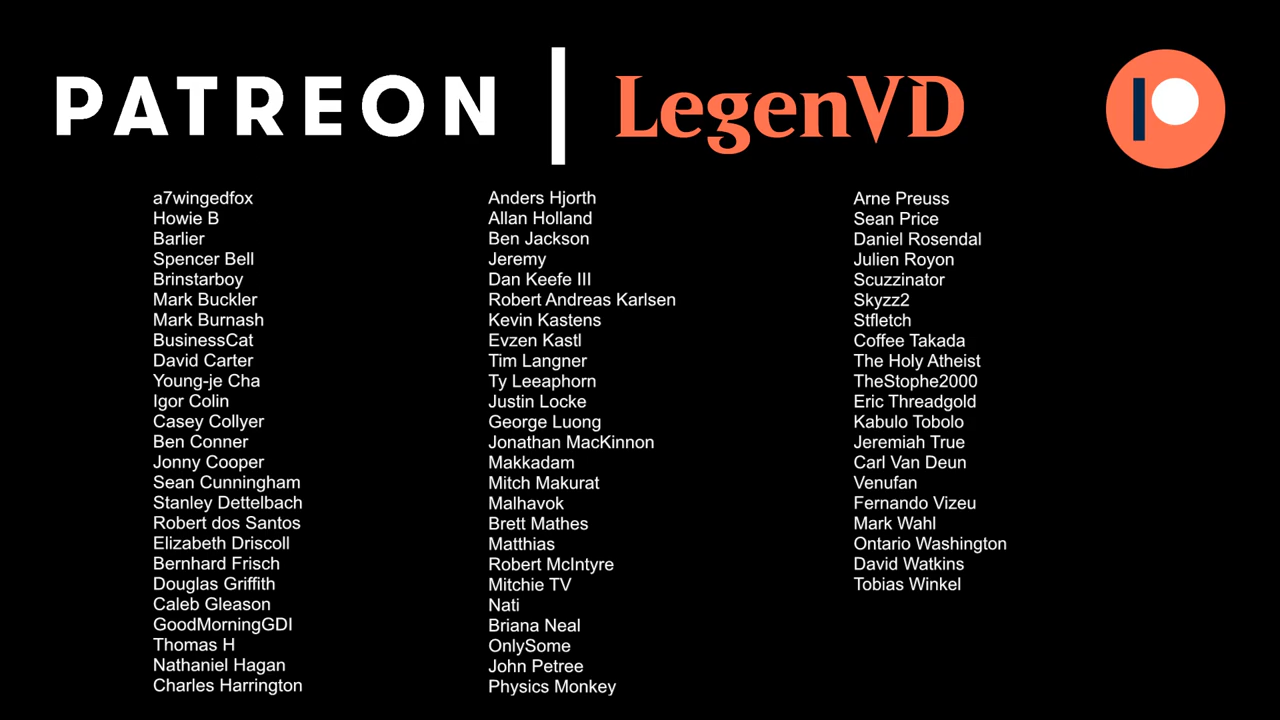 PATREON | LegenVD
a7wingedfox
Howie B
Barlier
Spencer Bell
Brinstarboy
Mark Buckler
Mark Burnash
BusinessCat
David Carter
Young-je Cha
Igor Colin
Casey Collyer
Ben Conner
Jonny Cooper
Sean Cunningham
Stanley Dettelbach
Robert dos Santos
Elizabeth Driscoll
Bernhard Frisch
Douglas Griffith
Caleb Gleason
GoodMorningGDI
Thomas H
Nathaniel Hagan
Charles Harrington
Anders Hjorth
Allan Holland
Ben Jackson
Jeremy
Dan Keefe III
Robert Andreas Karlsen
Kevin Kastens
Evzen Kastl
Tim Langner
Ty Leeaphorn
Justin Locke
George Luong
Jonathan MacKinnon
Makkadam
Mitch Makurat
Malhavok
Brett Mathes
Matthias
Robert McIntyre
Mitchie TV
Nati
Briana Neal
OnlySome
John Petree
Physics Monkey
Arne Preuss
Sean Price
Daniel Rosendal
Julien Royon
Scuzzinator
Skyzz2
Stfletch
Coffee Takada
The Holy Atheist
TheStophe2000
Eric Threadgold
Kabulo Tobolo
Jeremiah True
Carl Van Deun
Venufan
Fernando Vizeu
Mark Wahl
Ontario Washington
David Watkins
Tobias Winkel